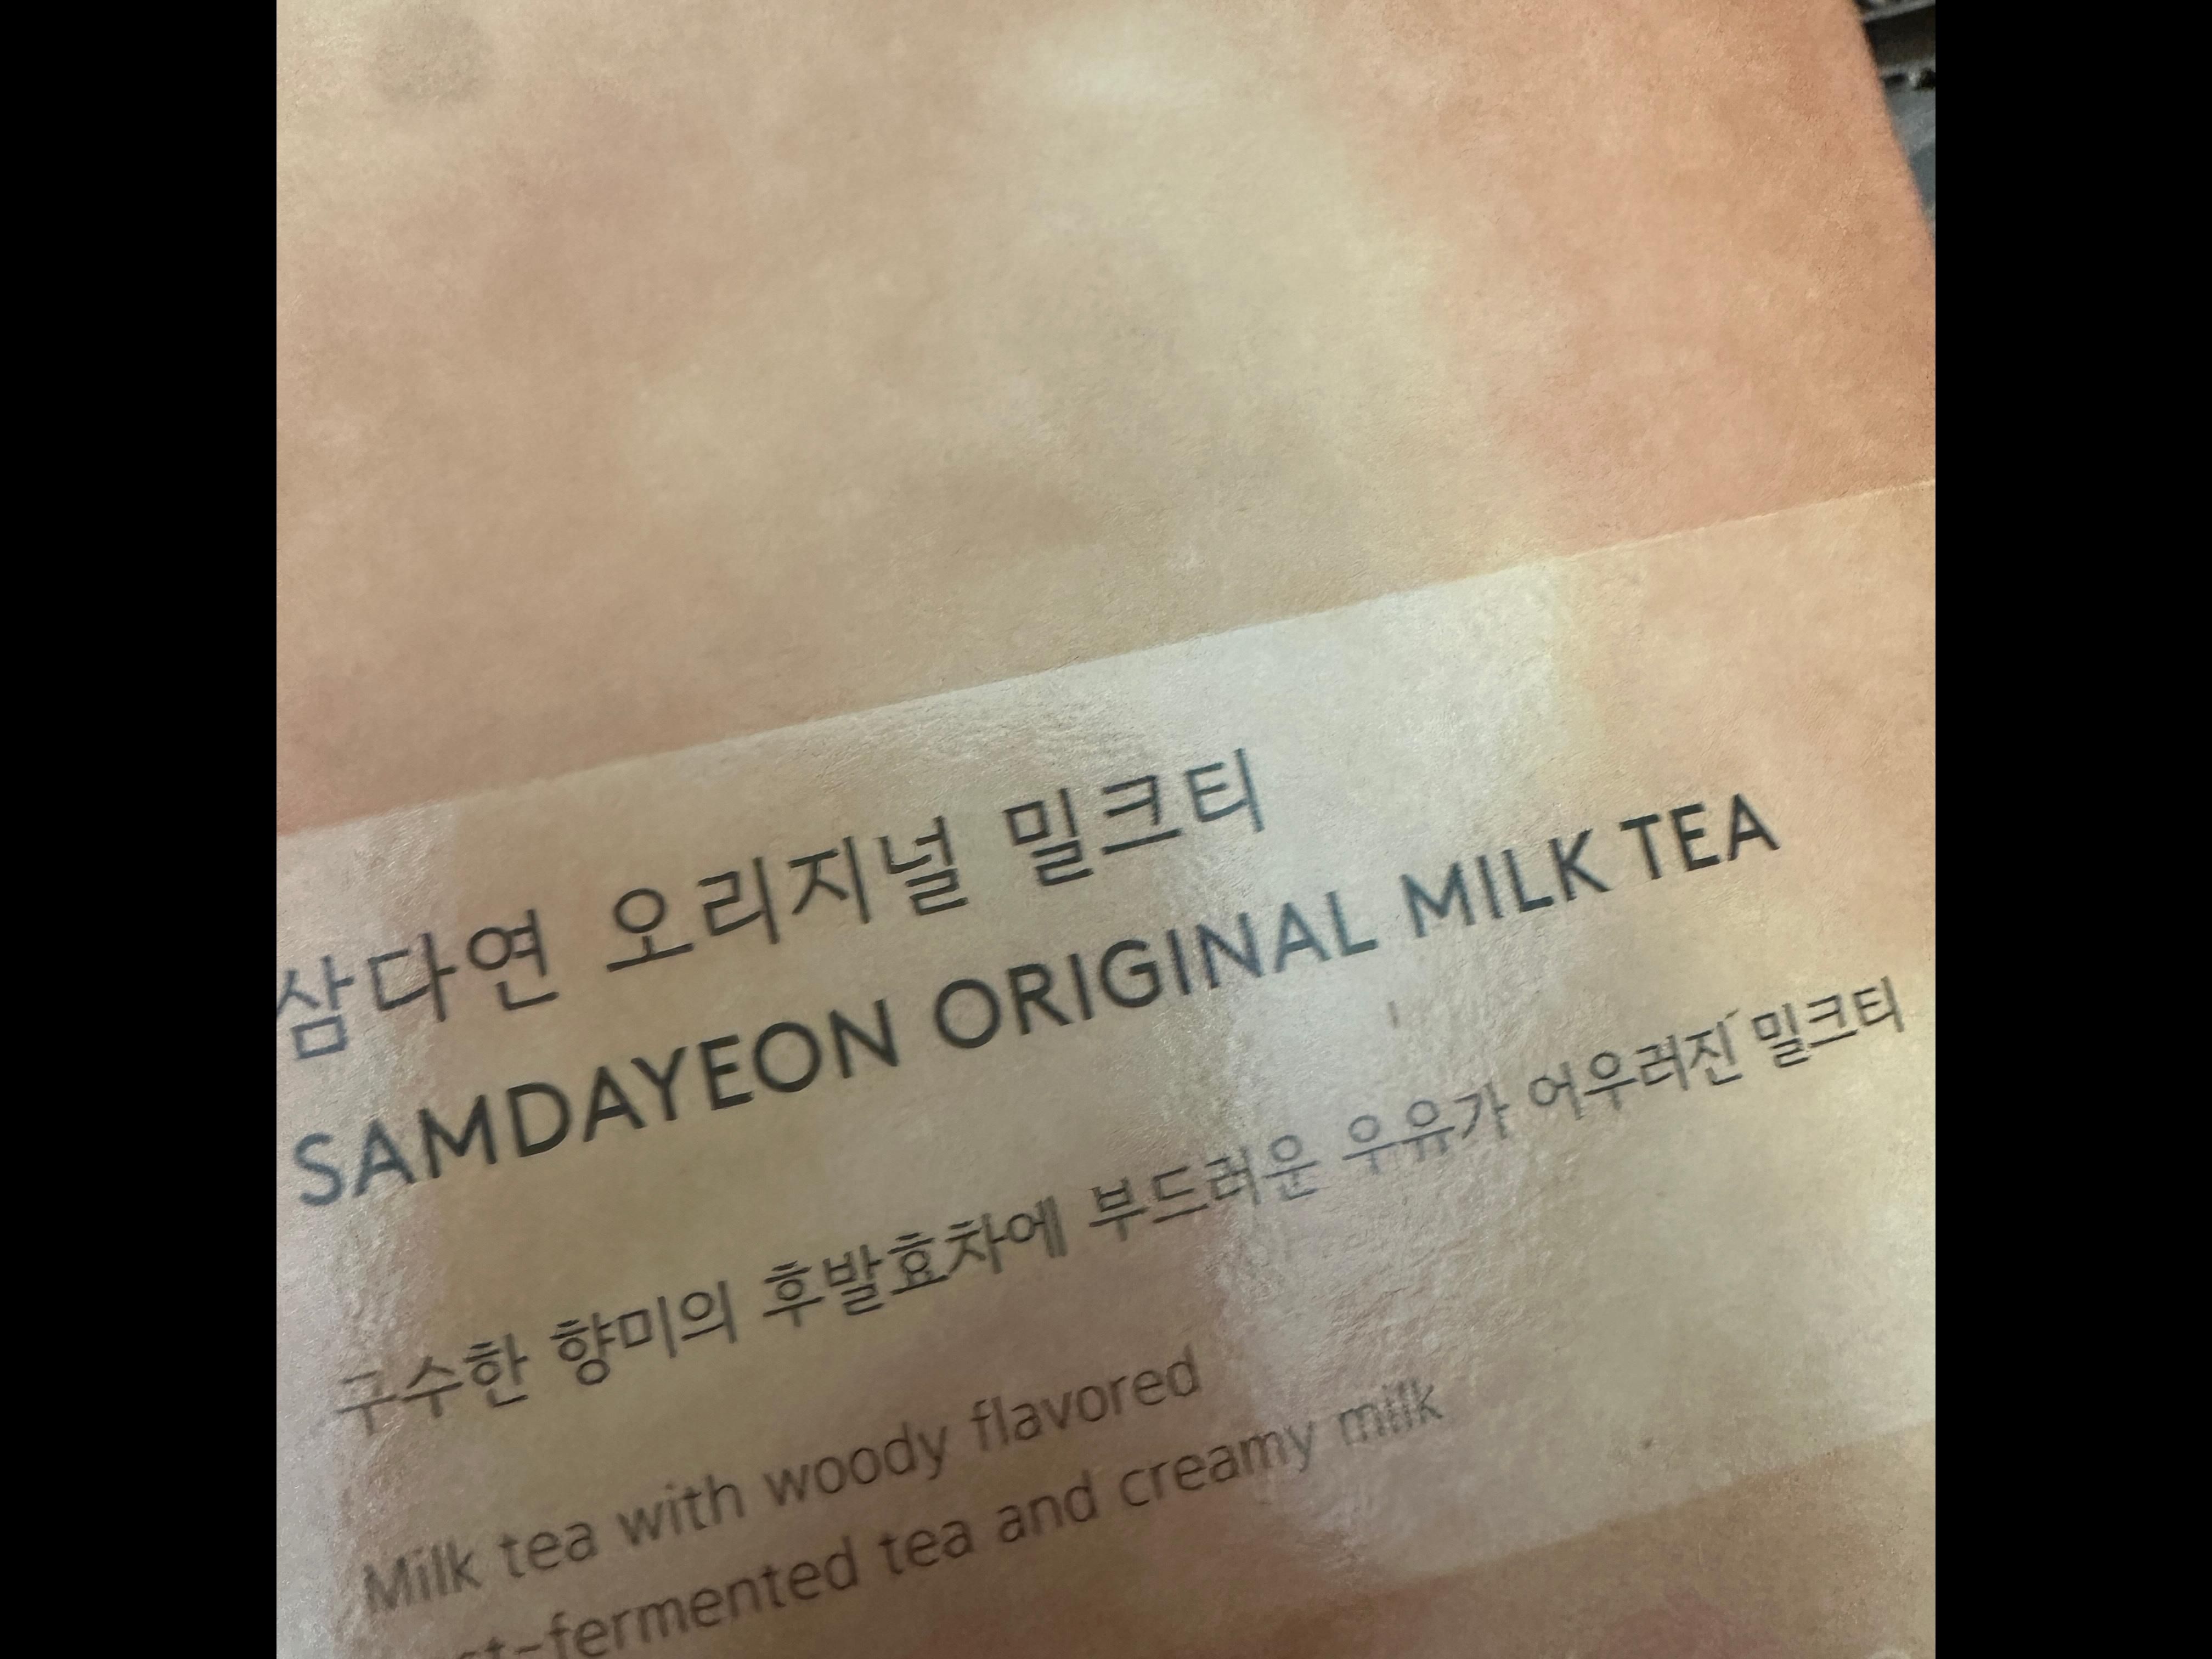 삼다연 오리지널 밀크티
SAMDAYEON ORIGINAL MILK TEA
구수한 향미의 후발효차에 부드러운 우유가 어우러진 밀크티
Milk tea with woody flavored
-fermented tea and creamy milk